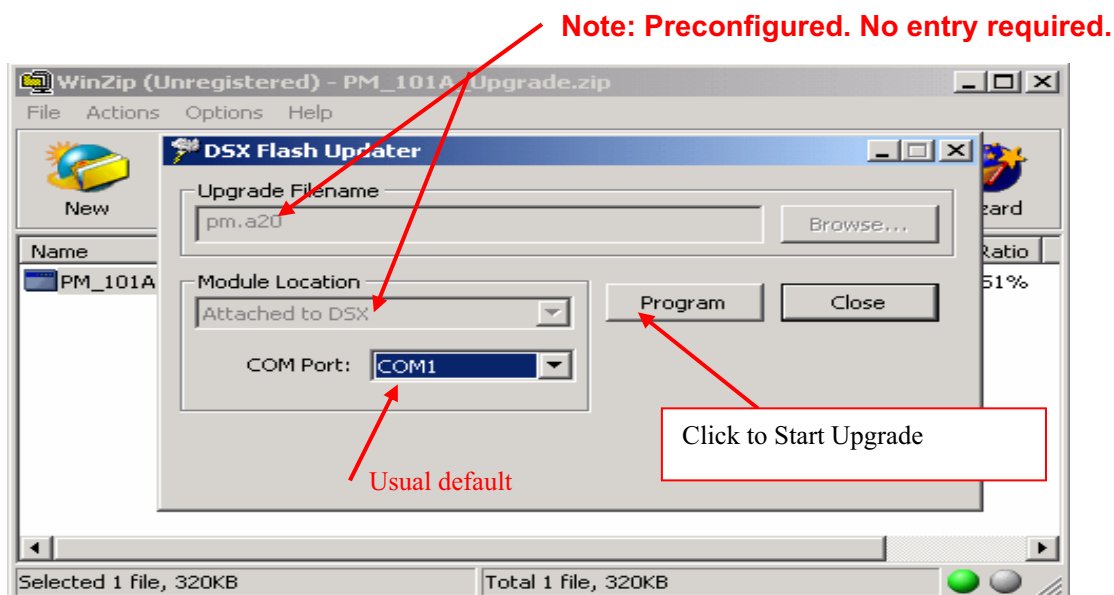 Note: Preconfigured. No entry required.
WinZip (Unregistered) - PM_101A_Upgrade.zip
File Actions Options Help
DSX Flash Updater
New
zard
Upgrade Filename
pm.a20
Browse...
Name
Ratio
PM_101A
51%
Module Location
Attached to DSX
Program
Close
COM Port:
COM1
Click to Start Upgrade
Usual default
Selected 1 file, 320KB
Total 1 file, 320KB